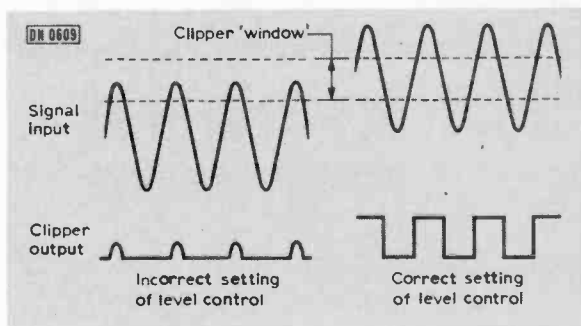 DN 0609
Clipper 'window'
Signal
input
Clipper
output
Incorrect setting
of level control
Correct setting
of level control